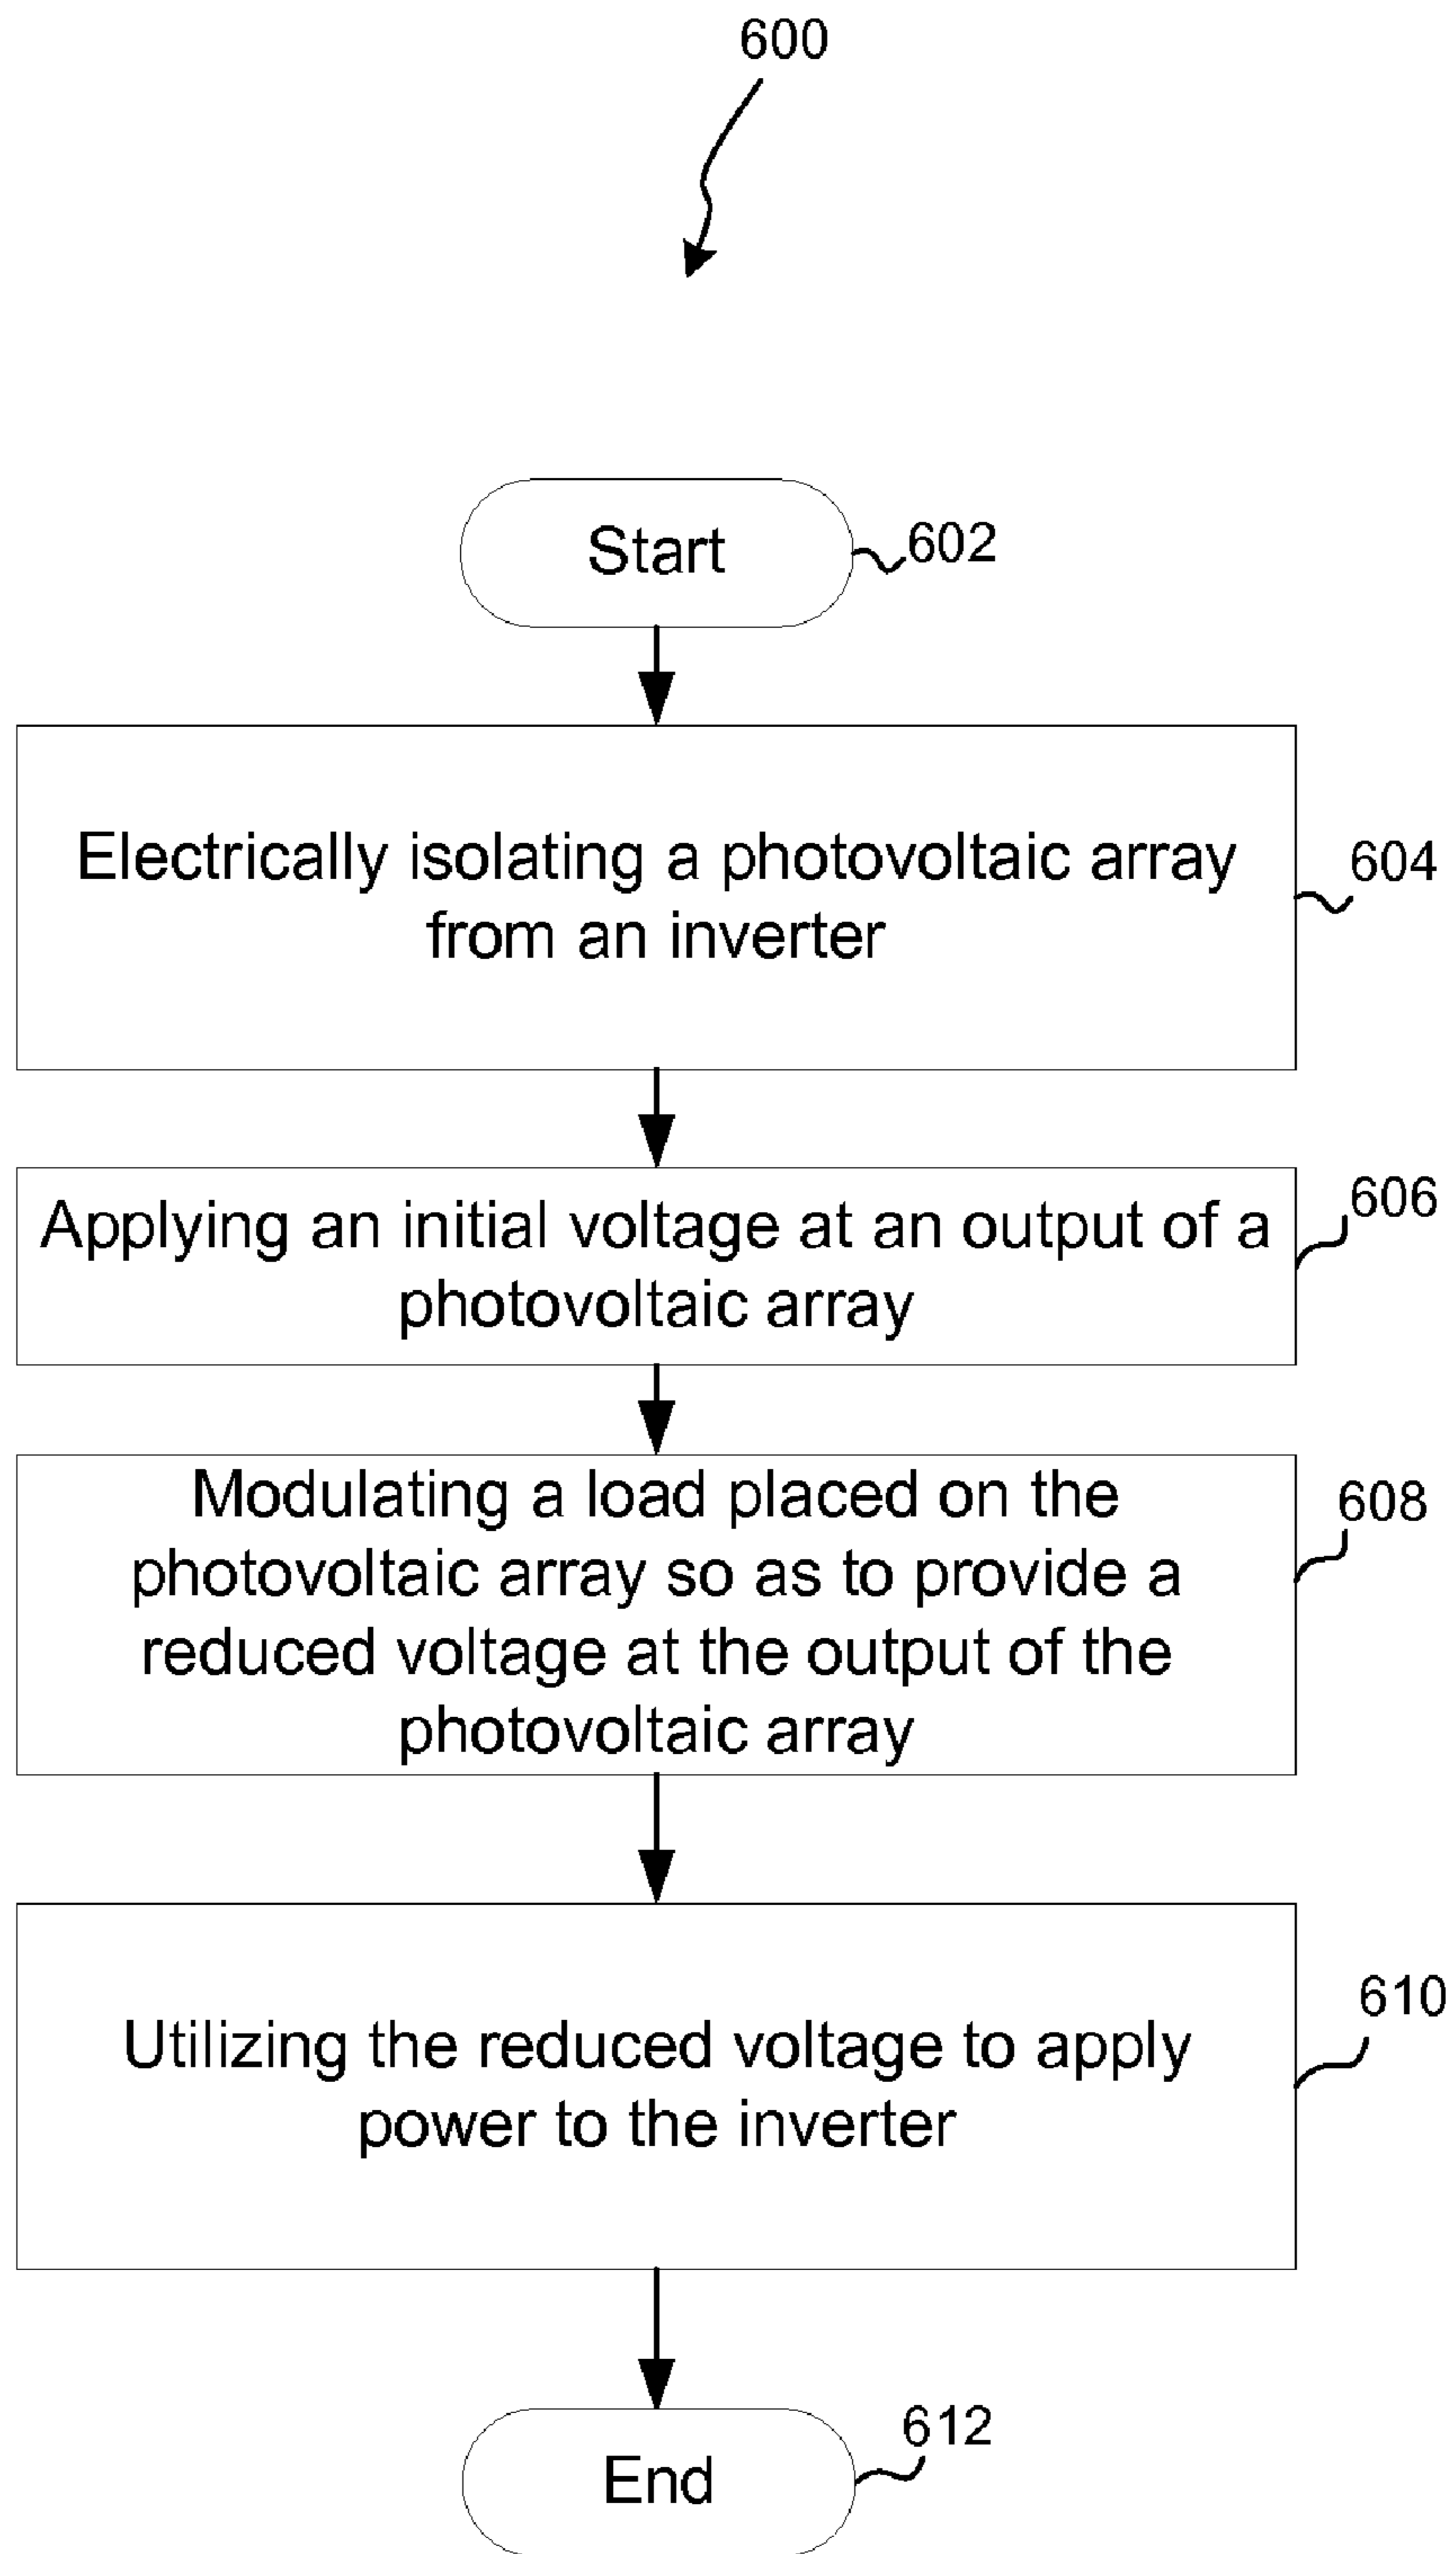 600
Start
602
Electrically isolating a photovoltaic array
from an inverter
604
Applying an initial voltage at an output of a
photovoltaic array
606
Modulating a load placed on the
photovoltaic array so as to provide a
reduced voltage at the output of the
photovoltaic array
608
Utilizing the reduced voltage to apply
power to the inverter
610
End
612